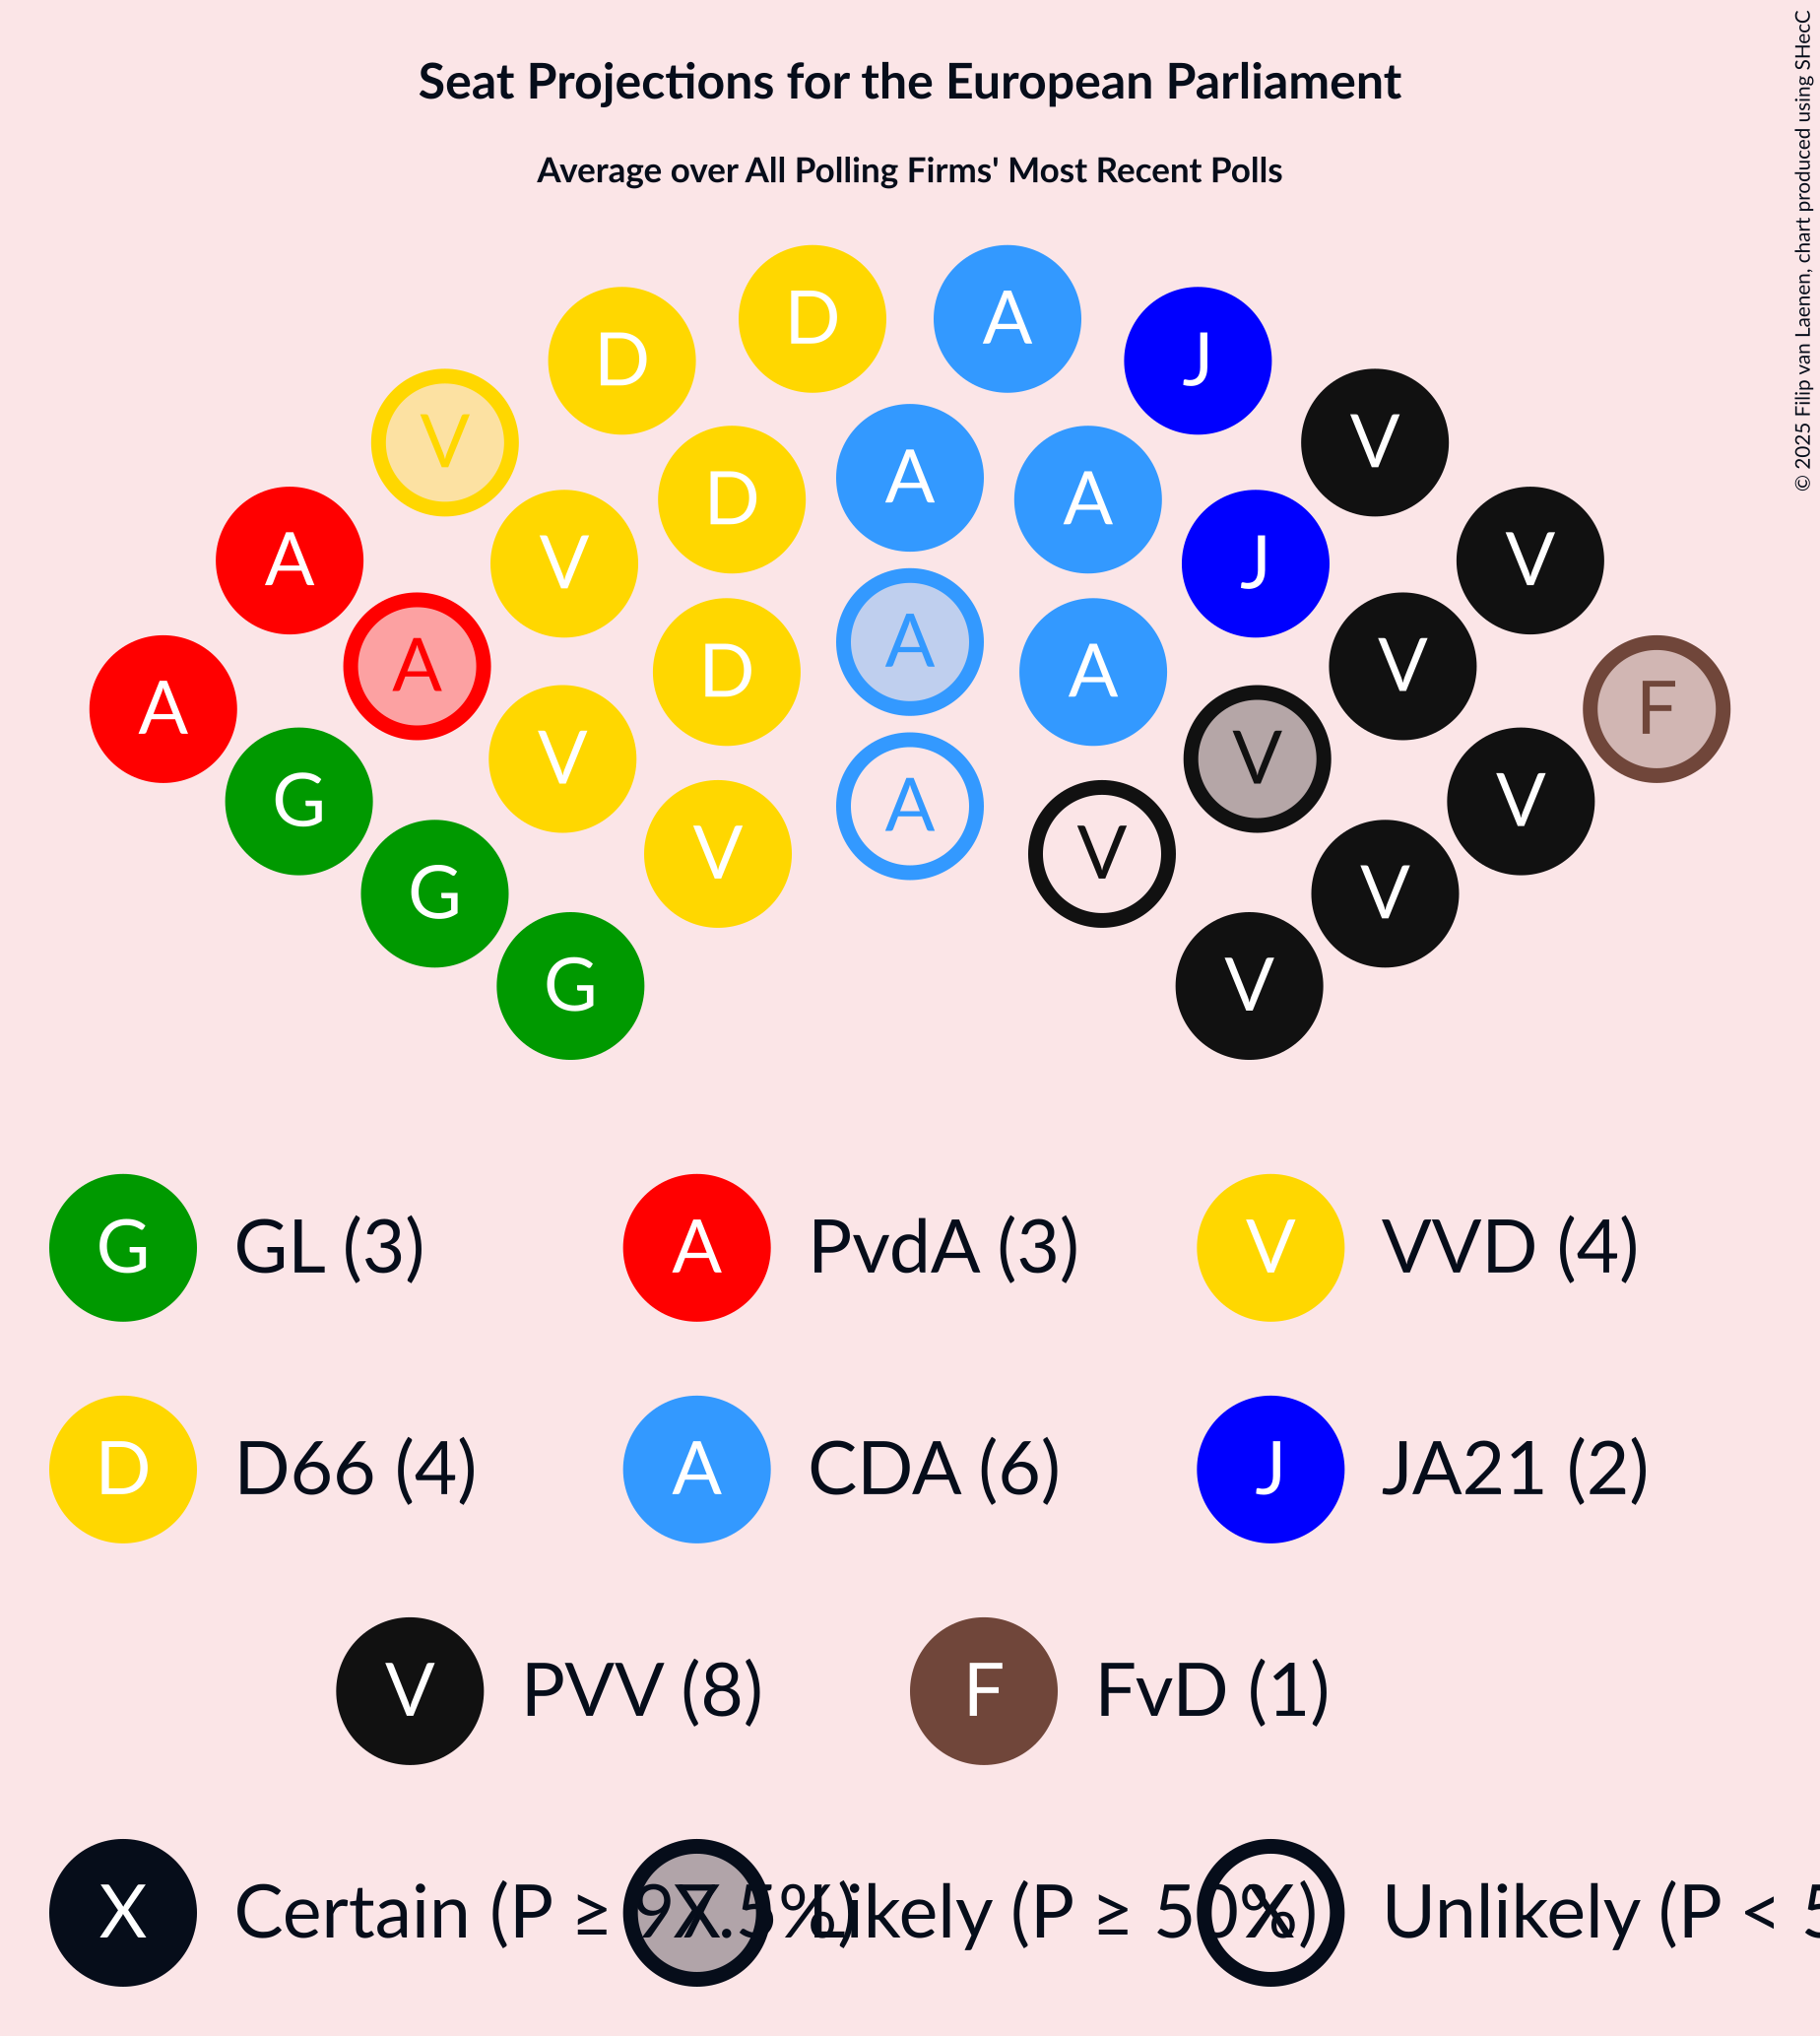 Seat Projections for the European Parliament
Average over All Polling Firms' Most Recent Polls
© 2025 Filip van Laenen, chart produced using SHecC
D A
D J
V V
A A
D A
A V V J V
A A V
A D A
A F
V V
G V
A
V V
G V
G V
G GL (3) A PvdA (3) V VVD (4)
D D66 (4) A CDA (6) J JA21 (2)
V PVV (8) F FvD (1)
X Certain (P ≥ 97.5%) X Likely (P ≥ 50%) X Unlikely (P < 5